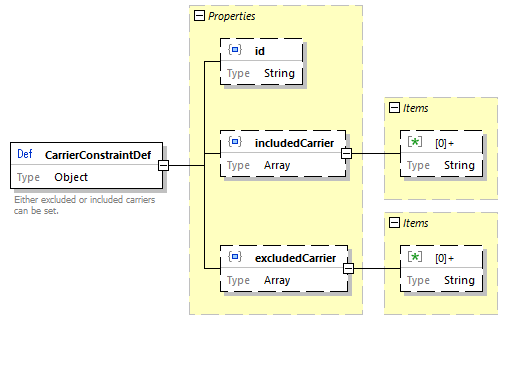 Properties
id
Type String
Items
includedCarrier
Type Array
[0]+
Type String
Def CarrierConstraintDef
Type Object
Either excluded or included carriers
can be set.
Items
excludedCarrier
Type Array
[0]+
Type String